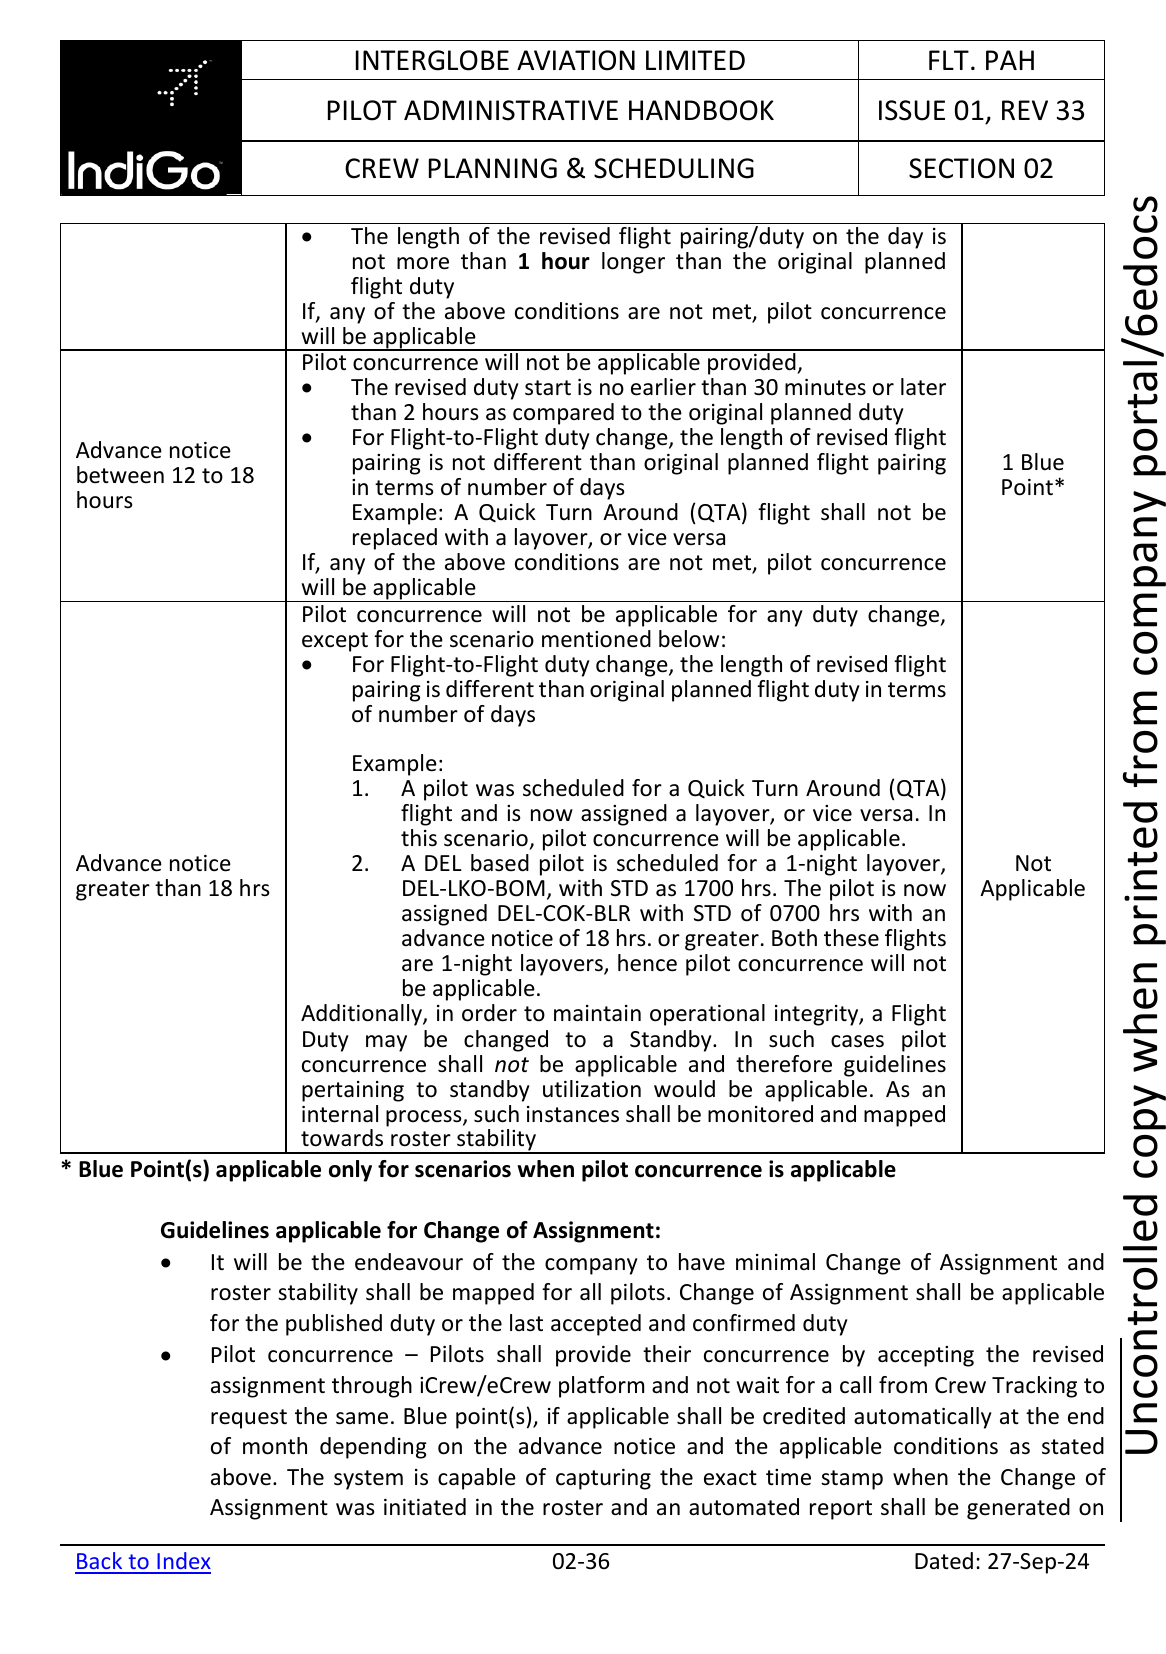 IndiGo
INTERGLOBE AVIATION LIMITED
FLT. PAH
PILOT ADMINISTRATIVE HANDBOOK
ISSUE 01, REV 33
CREW PLANNING & SCHEDULING
SECTION 02
• The length of the revised flight pairing/duty on the day is
not more than 1 hour longer than the original planned
flight duty
If, any of the above conditions are not met, pilot concurrence
will be applicable
Advance notice
between 12 to 18
hours
Pilot concurrence will not be applicable provided,
• The revised duty start is no earlier than 30 minutes or later
than 2 hours as compared to the original planned duty
• For Flight-to-Flight duty change, the length of revised flight
pairing is not different than original planned flight pairing
in terms of number of days
Example: A Quick Turn Around (QTA) flight shall not be
replaced with a layover, or vice versa
If, any of the above conditions are not met, pilot concurrence
will be applicable
1 Blue
Point*
Advance notice
greater than 18 hrs
Pilot concurrence will not be applicable for any duty change,
except for the scenario mentioned below:
• For Flight-to-Flight duty change, the length of revised flight
pairing is different than original planned flight duty in terms
of number of days
Example:
1. A pilot was scheduled for a Quick Turn Around (QTA)
flight and is now assigned a layover, or vice versa. In
this scenario, pilot concurrence will be applicable.
2. A DEL based pilot is scheduled for a 1-night layover,
DEL-LKO-BOM, with STD as 1700 hrs. The pilot is now
assigned DEL-COK-BLR with STD of 0700 hrs with an
advance notice of 18 hrs. or greater. Both these flights
are 1-night layovers, hence pilot concurrence will not
be applicable.
Additionally, in order to maintain operational integrity, a Flight
Duty may be changed to a Standby. In such cases pilot
concurrence shall not be applicable and therefore guidelines
pertaining to standby utilization would be applicable. As an
internal process, such instances shall be monitored and mapped
towards roster stability
Not
Applicable
* Blue Point(s) applicable only for scenarios when pilot concurrence is applicable
Guidelines applicable for Change of Assignment:
• It will be the endeavour of the company to have minimal Change of Assignment and
roster stability shall be mapped for all pilots. Change of Assignment shall be applicable
for the published duty or the last accepted and confirmed duty
• Pilot concurrence – Pilots shall provide their concurrence by accepting the revised
assignment through iCrew/eCrew platform and not wait for a call from Crew Tracking to
request the same. Blue point(s), if applicable shall be credited automatically at the end
of month depending on the advance notice and the applicable conditions as stated
above. The system is capable of capturing the exact time stamp when the Change of
Assignment was initiated in the roster and an automated report shall be generated on
Back to Index
02-36
Dated: 27-Sep-24
Uncontrolled copy when printed from company portal/6edocs